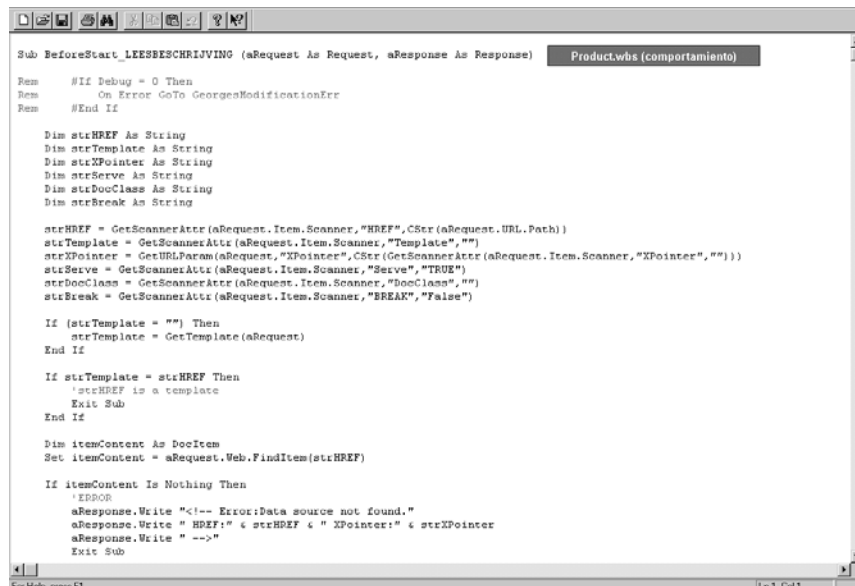 Sub BeforeStart_LEESBESCHRIJVING (aRequest As Request, aResponse As Response)
Product.wbs (comportamiento)
Rem #If Debug = 0 Then
Rem On Error GoTo GeorgesModificationErr
Rem #End If
Dim strHREF As String
Dim strTemplate As String
Dim strXPointer As String
Dim strServe As String
Dim strDocClass As String
Dim strBreak As String
strHREF = GetScannerAttr(aRequest.Item.Scanner,"HREF",CStr(aRequest.URL.Path))
strTemplate = GetScannerAttr(aRequest.Item.Scanner,"Template","")
strXPointer = GetURLParam(aRequest,"XPointer",CStr(GetScannerAttr(aRequest.Item.Scanner,"XPointer","")))
strServe = GetScannerAttr(aRequest.Item.Scanner,"Serve","TRUE")
strDocClass = GetScannerAttr(aRequest.Item.Scanner,"DocClass","")
strBreak = GetScannerAttr(aRequest.Item.Scanner,"BREAK","False")
If (strTemplate = "") Then
strTemplate = GetTemplate(aRequest)
End If
If strTemplate = strHREF Then
'strHREF is a template
Exit Sub
End If
Dim itemContent As DocItem
Set itemContent = aRequest.Web.FindItem(strHREF)
If itemContent Is Nothing Then
'ERROR
aResponse.Write "<!-- Error:Data source not found."
aResponse.Write " HREF:" & strHREF & " XPointer:" & strXPointer
aResponse.Write " -->"
Exit Sub